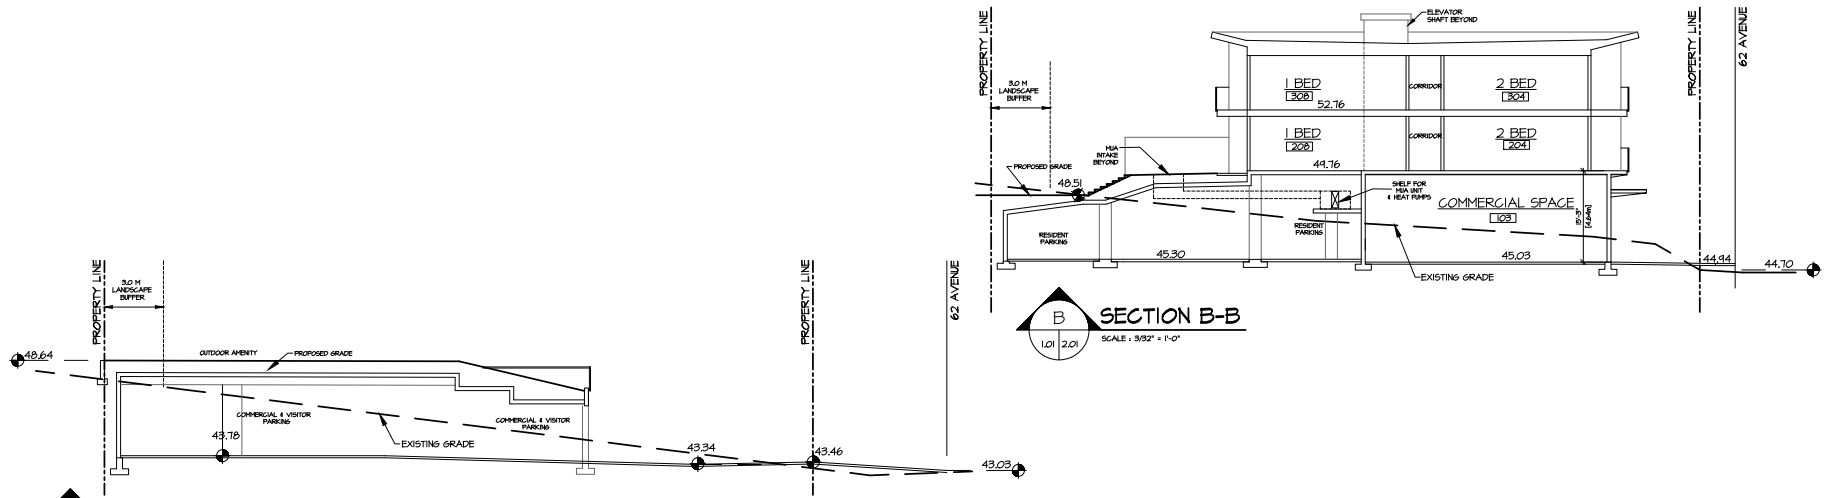 PROPERTY LINE
3.0 M
LANDSCAPE
BUFFER
ELEVATOR
SHAFT BEYOND
PROPERTY LINE
62 AVENUE
1 BED
308
52.76
CORRIDOR
2 BED
304
1 BED
208
CORRIDOR
2 BED
204
MUA
INTAKE
BEYOND
49.76
PROPOSED GRADE
48.51
SHELF FOR
MUA UNIT
& HEAT PUMPS
COMMERCIAL SPACE
103
15'-3"
[4.64m]
RESIDENT
PARKING
RESIDENT
PARKING
45.30
45.03
44.94
44.70
EXISTING GRADE
B
1.01
2.01
SECTION B-B
SCALE : 3/32" = 1'-0"
PROPERTY LINE
3.0 M
LANDSCAPE
BUFFER
PROPERTY LINE
62 AVENUE
48.64
OUTDOOR AMENITY
PROPOSED GRADE
COMMERCIAL & VISITOR
PARKING
COMMERCIAL & VISITOR
PARKING
43.78
EXISTING GRADE
43.34
43.46
43.03